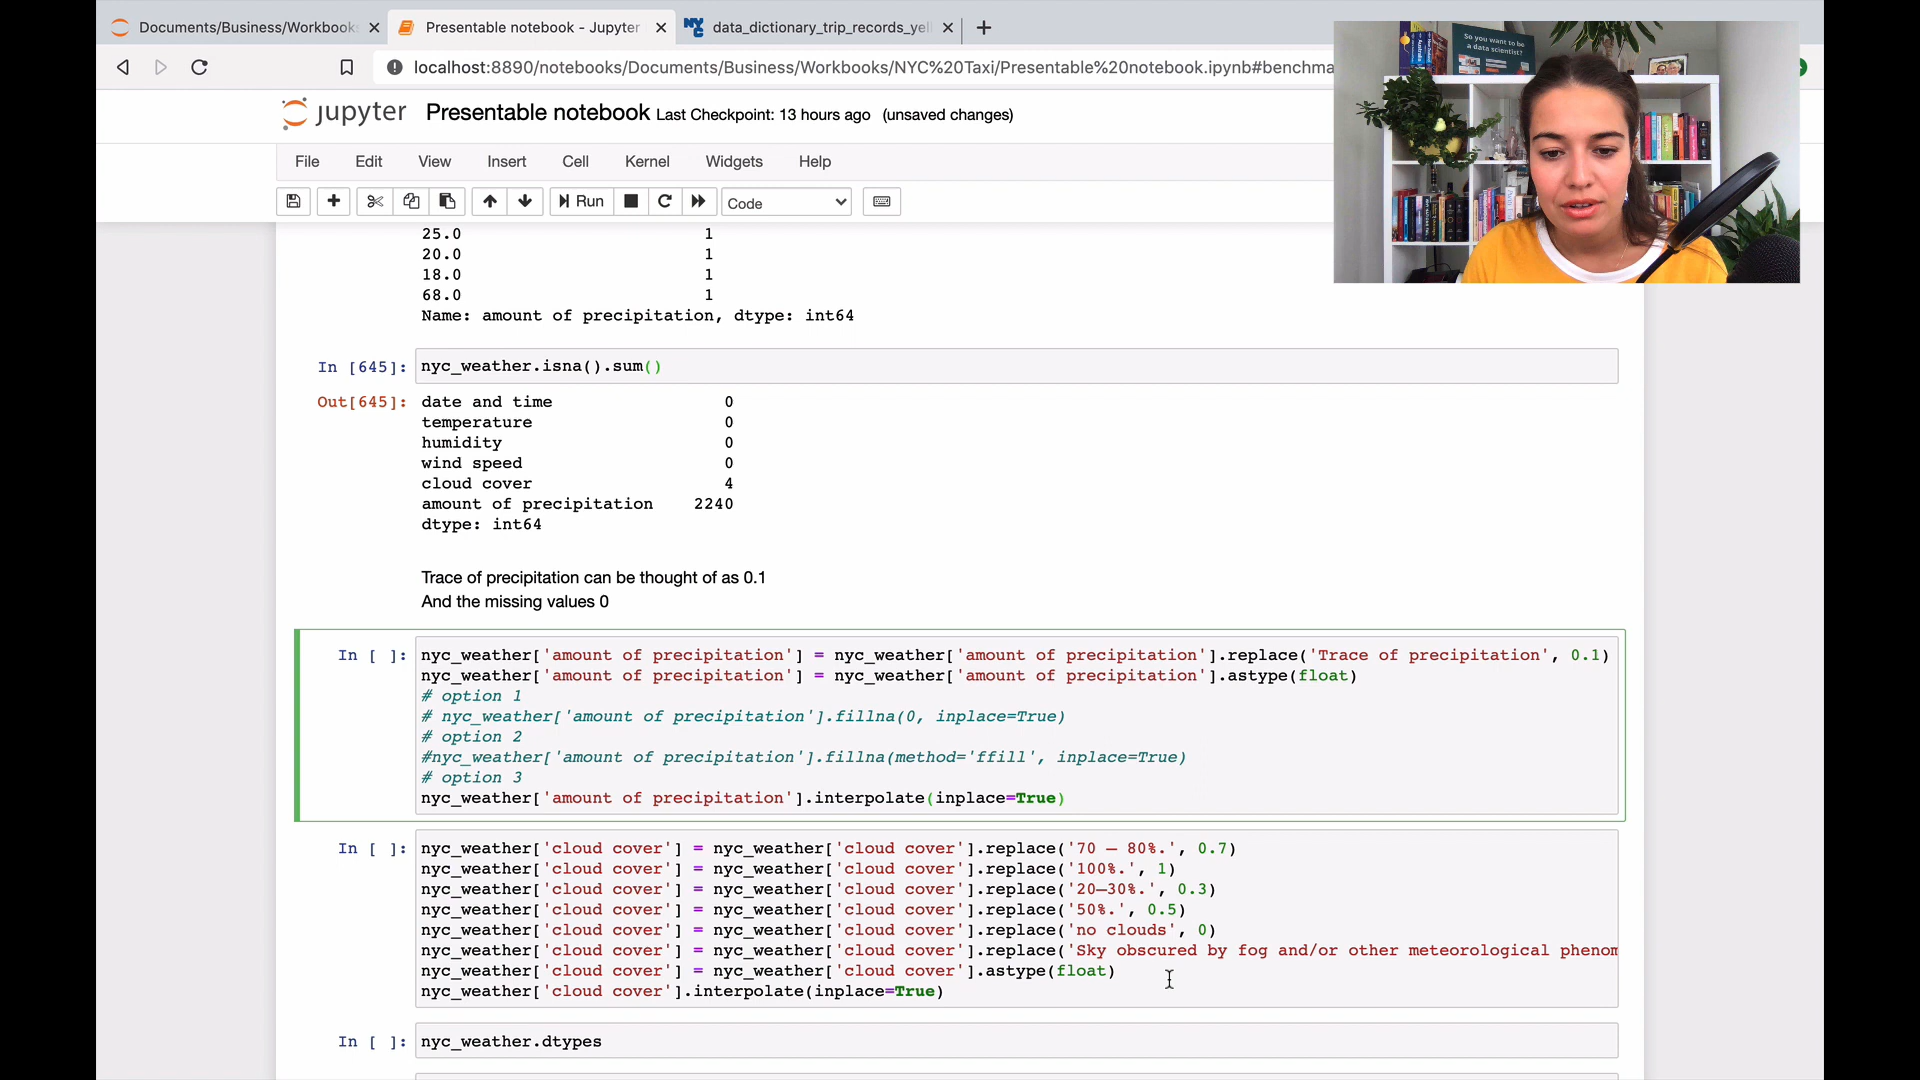 Documents/Business/Workbooks
Presentable notebook - Jupyter
NYC
data_dictionary_trip_records_yel
localhost:8890/notebooks/Documents/Business/Workbooks/NYC%20Taxi/Presentable%20notebook.ipynb#benchma
So you want to be
a data scientist?
jupyter
Presentable notebook Last Checkpoint: 13 hours ago (unsaved changes)
File Edit View Insert Cell Kernel Widgets Help
Run
Code
25.0 1
20.0 1
18.0 1
68.0 1
Name: amount of precipitation, dtype: int64
In [645]: nyc_weather.isna().sum()
Out[645]: date and time 0
temperature 0
humidity 0
wind speed 0
cloud cover 4
amount of precipitation 2240
dtype: int64
Trace of precipitation can be thought of as 0.1
And the missing values 0
In [ ]: nyc_weather['amount of precipitation'] = nyc_weather['amount of precipitation'].replace('Trace of precipitation', 0.1)
nyc_weather['amount of precipitation'] = nyc_weather['amount of precipitation'].astype(float)
# option 1
# nyc_weather['amount of precipitation'].fillna(0, inplace=True)
# option 2
#nyc_weather['amount of precipitation'].fillna(method='ffill', inplace=True)
# option 3
nyc_weather['amount of precipitation'].interpolate(inplace=True)
In [ ]: nyc_weather['cloud cover'] = nyc_weather['cloud cover'].replace('70 – 80%.', 0.7)
nyc_weather['cloud cover'] = nyc_weather['cloud cover'].replace('100%.', 1)
nyc_weather['cloud cover'] = nyc_weather['cloud cover'].replace('20–30%.', 0.3)
nyc_weather['cloud cover'] = nyc_weather['cloud cover'].replace('50%.', 0.5)
nyc_weather['cloud cover'] = nyc_weather['cloud cover'].replace('no clouds', 0)
nyc_weather['cloud cover'] = nyc_weather['cloud cover'].replace('Sky obscured by fog and/or other meteorological phenom
nyc_weather['cloud cover'] = nyc_weather['cloud cover'].astype(float)
nyc_weather['cloud cover'].interpolate(inplace=True)
In [ ]: nyc_weather.dtypes